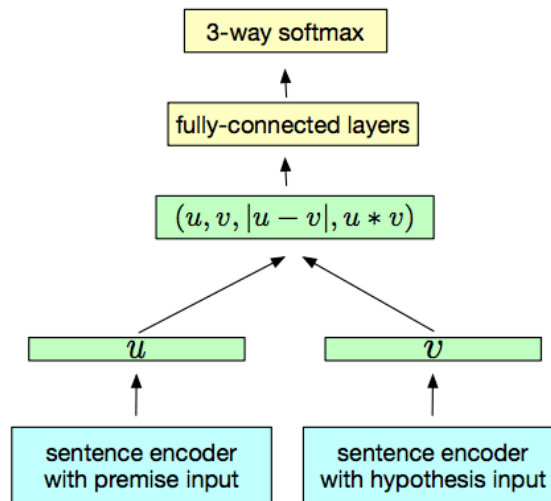 3-way softmax
fully-connected layers
(u, v, |u − v|, u * v)
u
v
sentence encoder
with premise input
sentence encoder
with hypothesis input